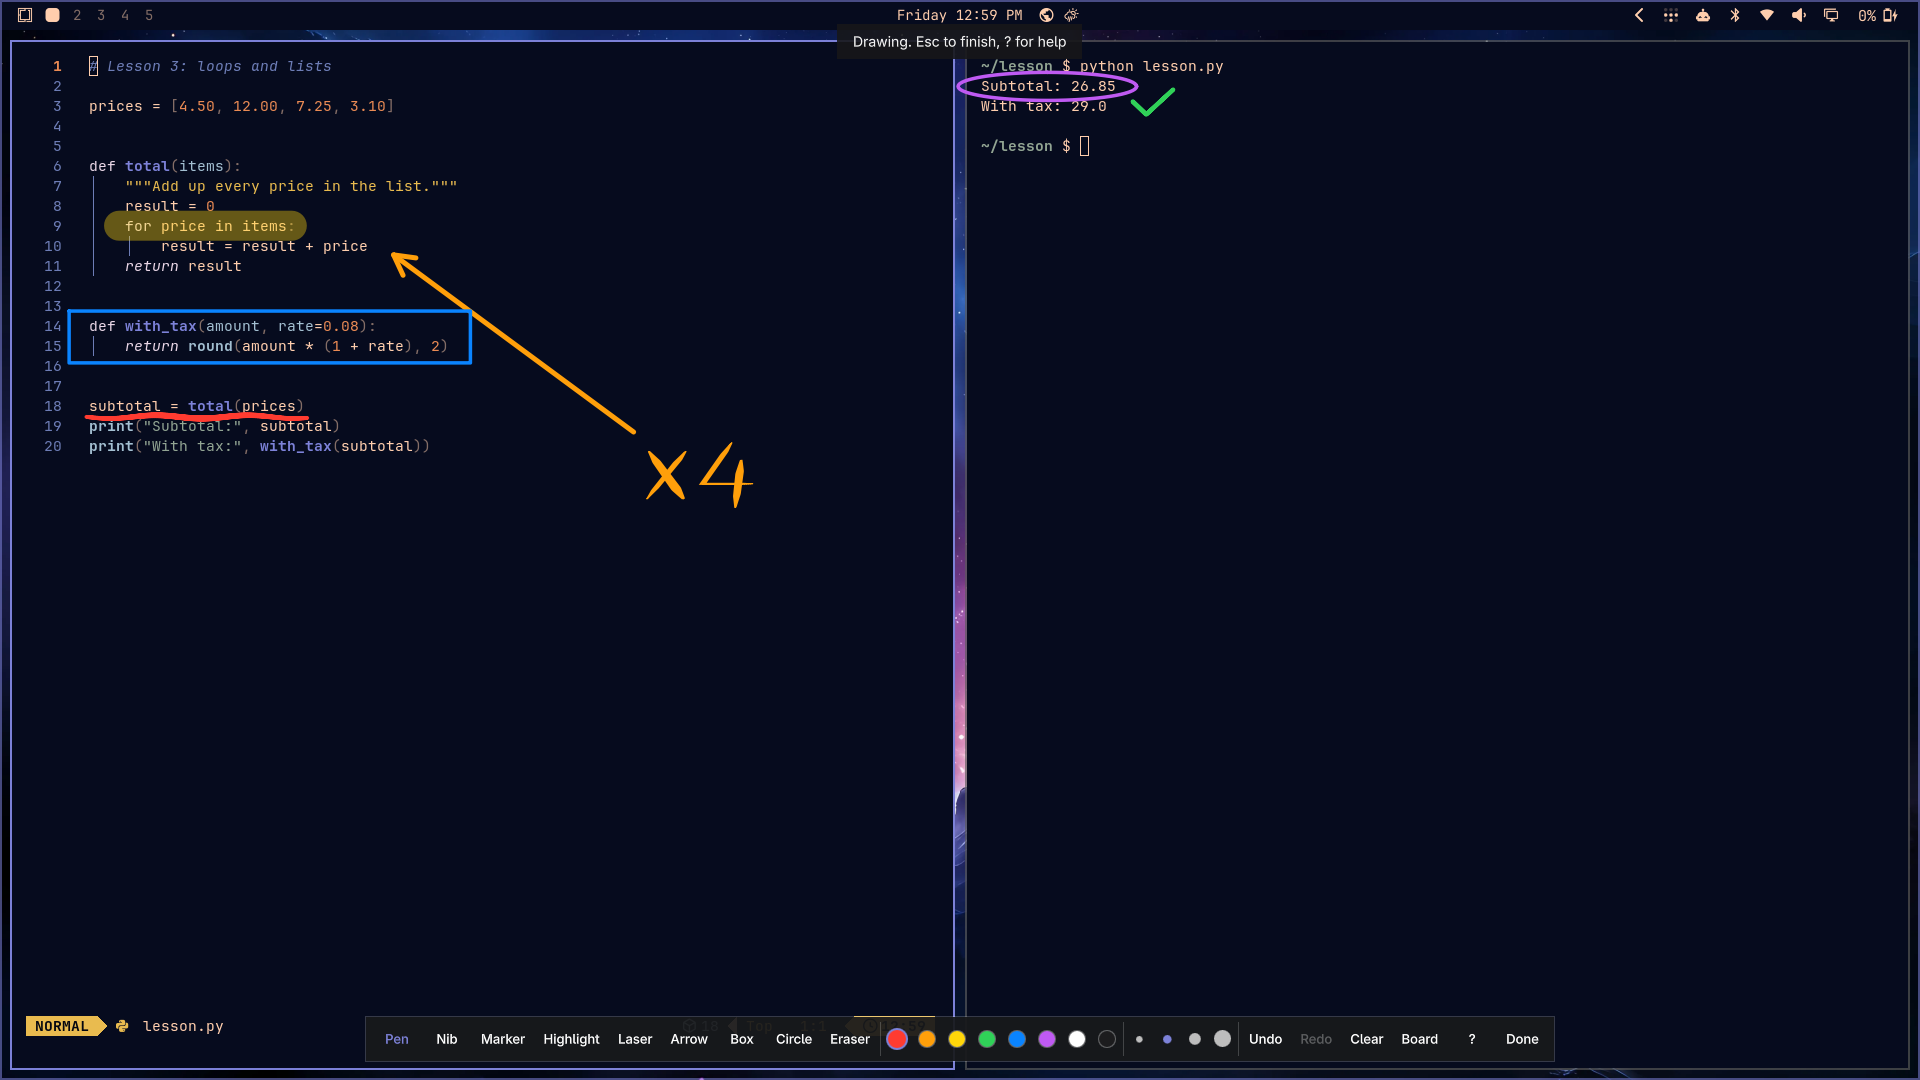 2 3 4 5
Friday 12:59 PM
0%
Drawing. Esc to finish, ? for help
1 # Lesson 3: loops and lists
2
3 prices = [4.50, 12.00, 7.25, 3.10]
4
5
6 def total(items):
7 """Add up every price in the list."""
8 result = 0
9 for price in items:
10 result = result + price
11 return result
12
13
14 def with_tax(amount, rate=0.08):
15 return round(amount * (1 + rate), 2)
16
17
18 subtotal = total(prices)
19 print("Subtotal:", subtotal)
20 print("With tax:", with_tax(subtotal))
x4
NORMAL lesson.py
~/lesson $ python lesson.py
Subtotal: 26.85
With tax: 29.0
~/lesson $
Pen Nib Marker Highlight Laser Arrow Box Circle Eraser Undo Redo Clear Board ? Done